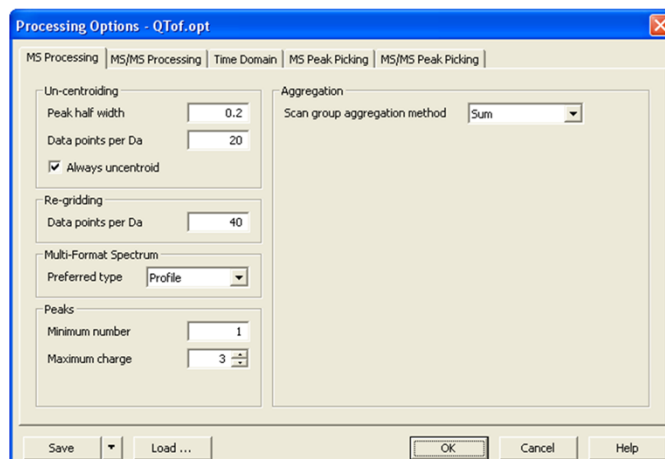 Processing Options - QTof.opt
MS Processing MS/MS Processing Time Domain MS Peak Picking MS/MS Peak Picking
Un-centroiding
Peak half width 0.2
Data points per Da 20
Always uncentroid
Re-gridding
Data points per Da 40
Multi-Format Spectrum
Preferred type Profile
Peaks
Minimum number 1
Maximum charge 3
Aggregation
Scan group aggregation method Sum
Save Load ... OK Cancel Help